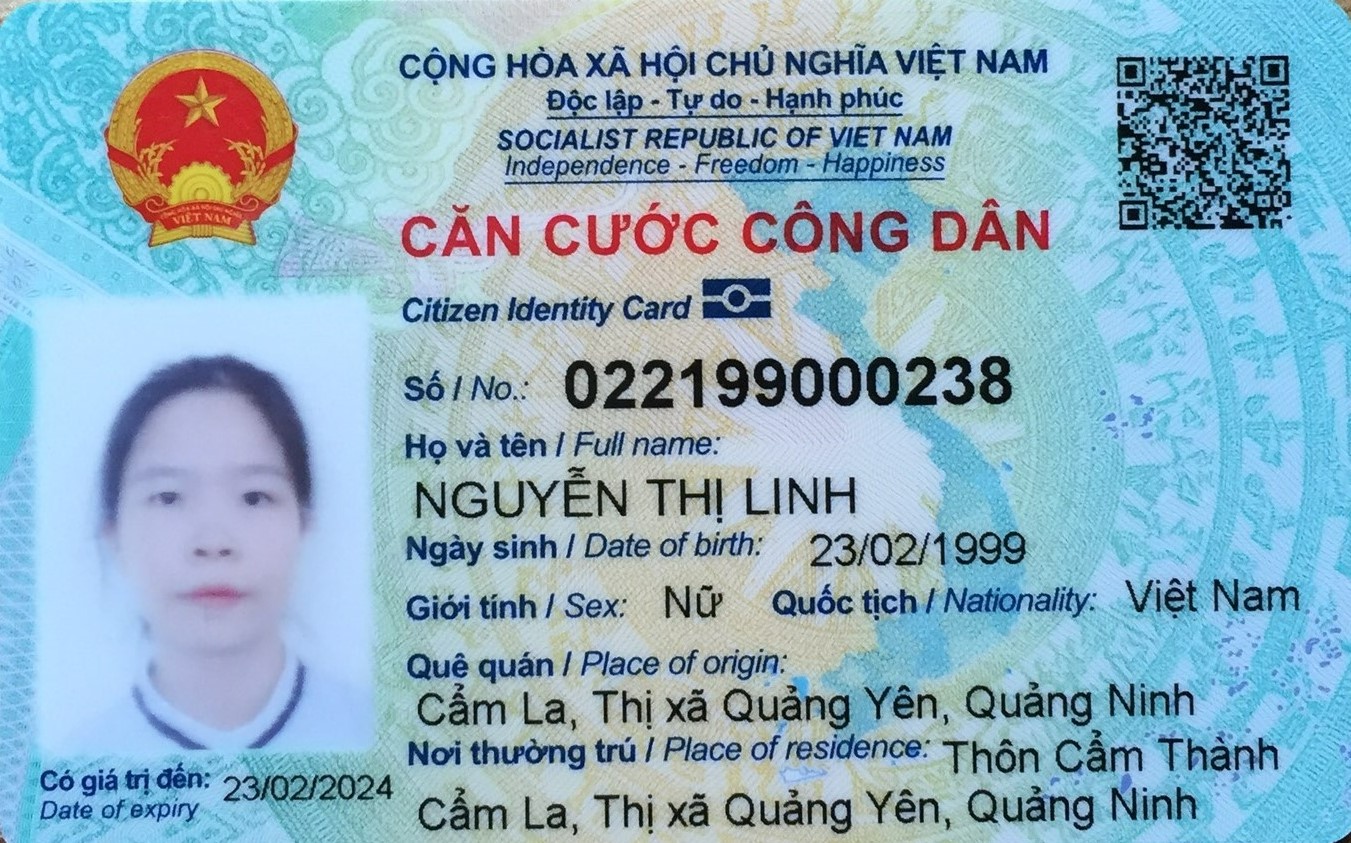 CỘNG HÒA XÃ HỘI CHỦ NGHĨA VIỆT NAM
Độc lập - Tự do - Hạnh phúc
SOCIALIST REPUBLIC OF VIET NAM
Independence - Freedom - Happiness
VIỆT NAM
CĂN CƯỚC CÔNG DÂN
Citizen Identity Card
Số / No.: 022199000238
Họ và tên / Full name:
NGUYỄN THỊ LINH
Ngày sinh / Date of birth: 23/02/1999
Giới tính / Sex: Nữ Quốc tịch / Nationality: Việt Nam
Quê quán / Place of origin:
Cẩm La, Thị xã Quảng Yên, Quảng Ninh
Nơi thường trú / Place of residence: Thôn Cẩm Thành
Cẩm La, Thị xã Quảng Yên, Quảng Ninh
Có giá trị đến: 23/02/2024
Date of expiry